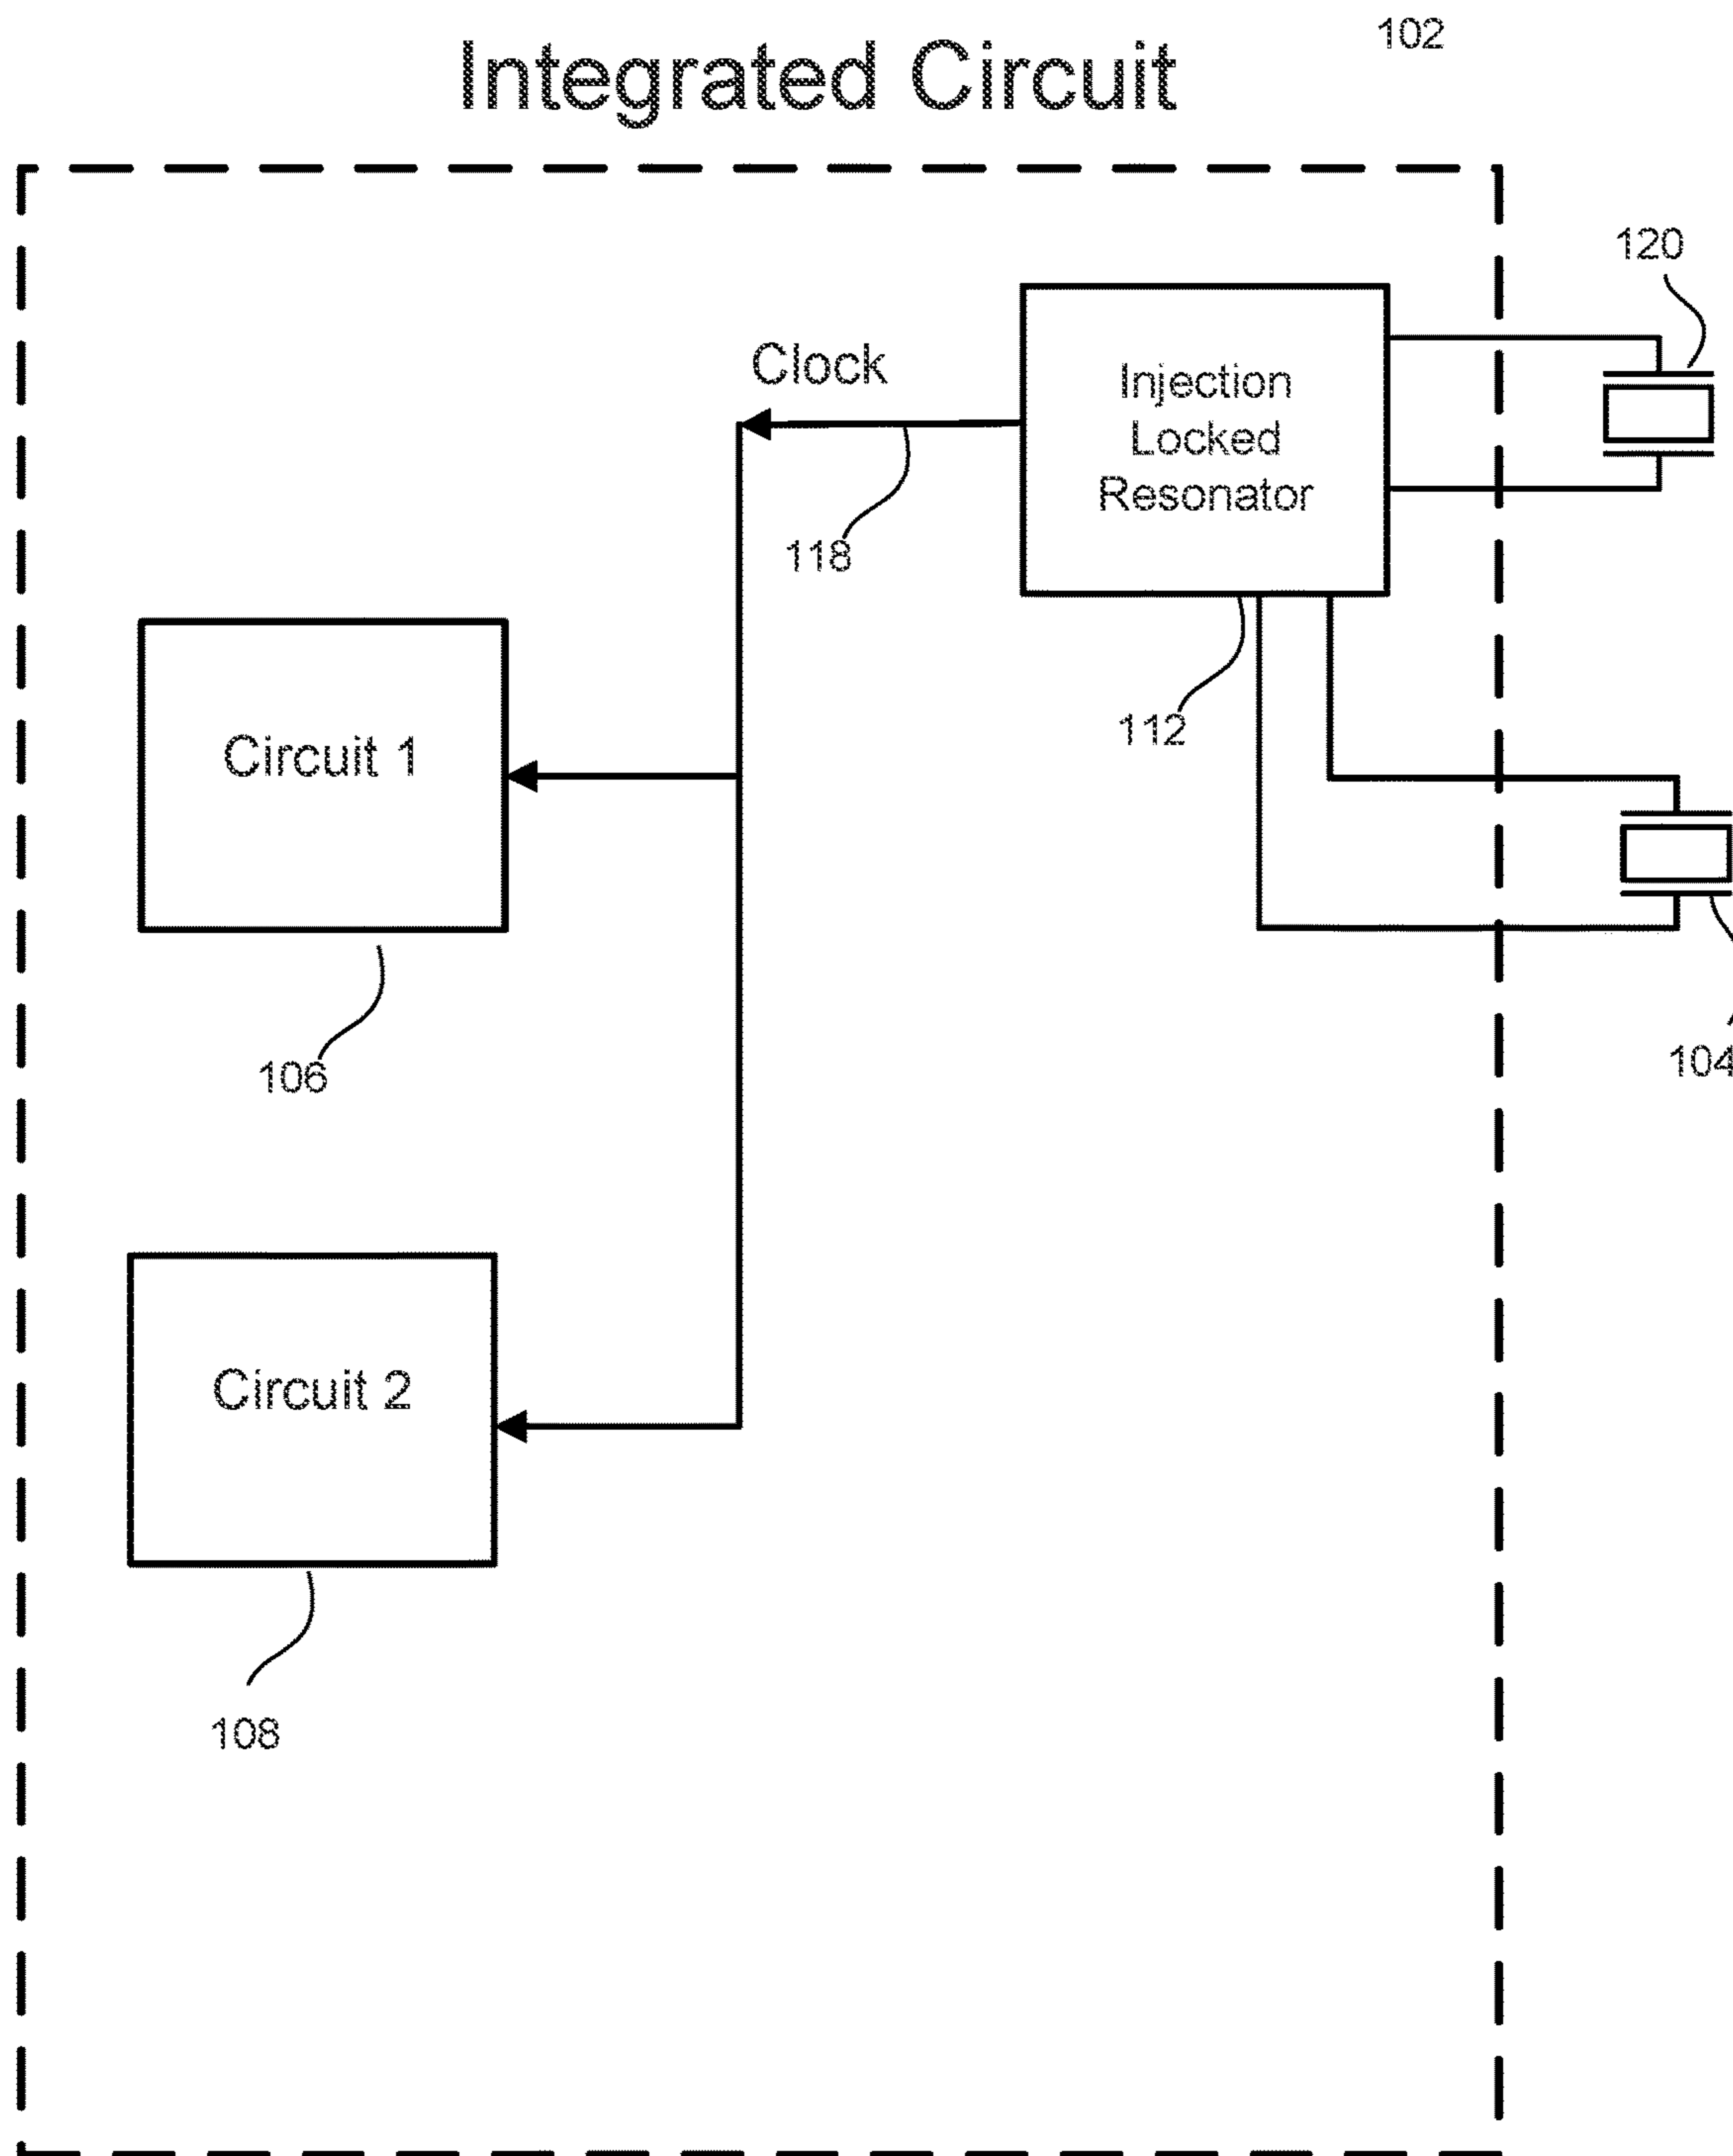 102
Integrated Circuit
120
Clock
Injection
Locked
Resonator
118
112
Circuit 1
106
104
Circuit 2
108